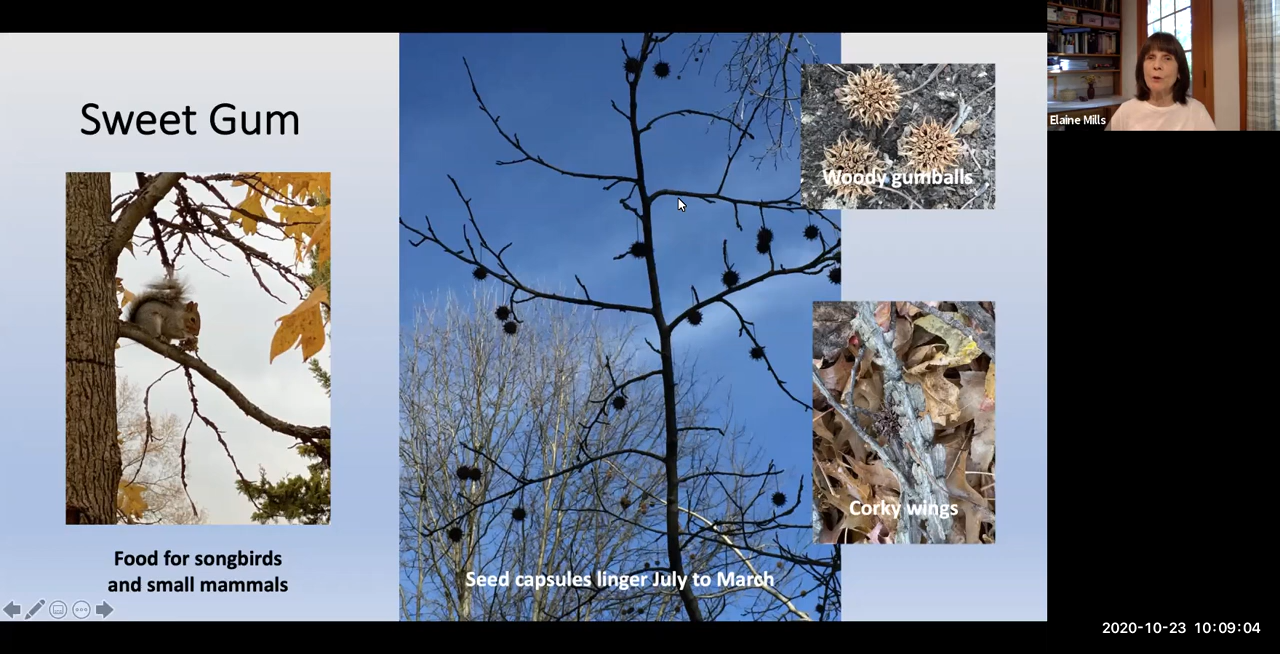 Sweet Gum
Food for songbirds
and small mammals
Seed capsules linger July to March
Woody gumballs
Corky wings
Elaine Mills
2020-10-23 10:09:04